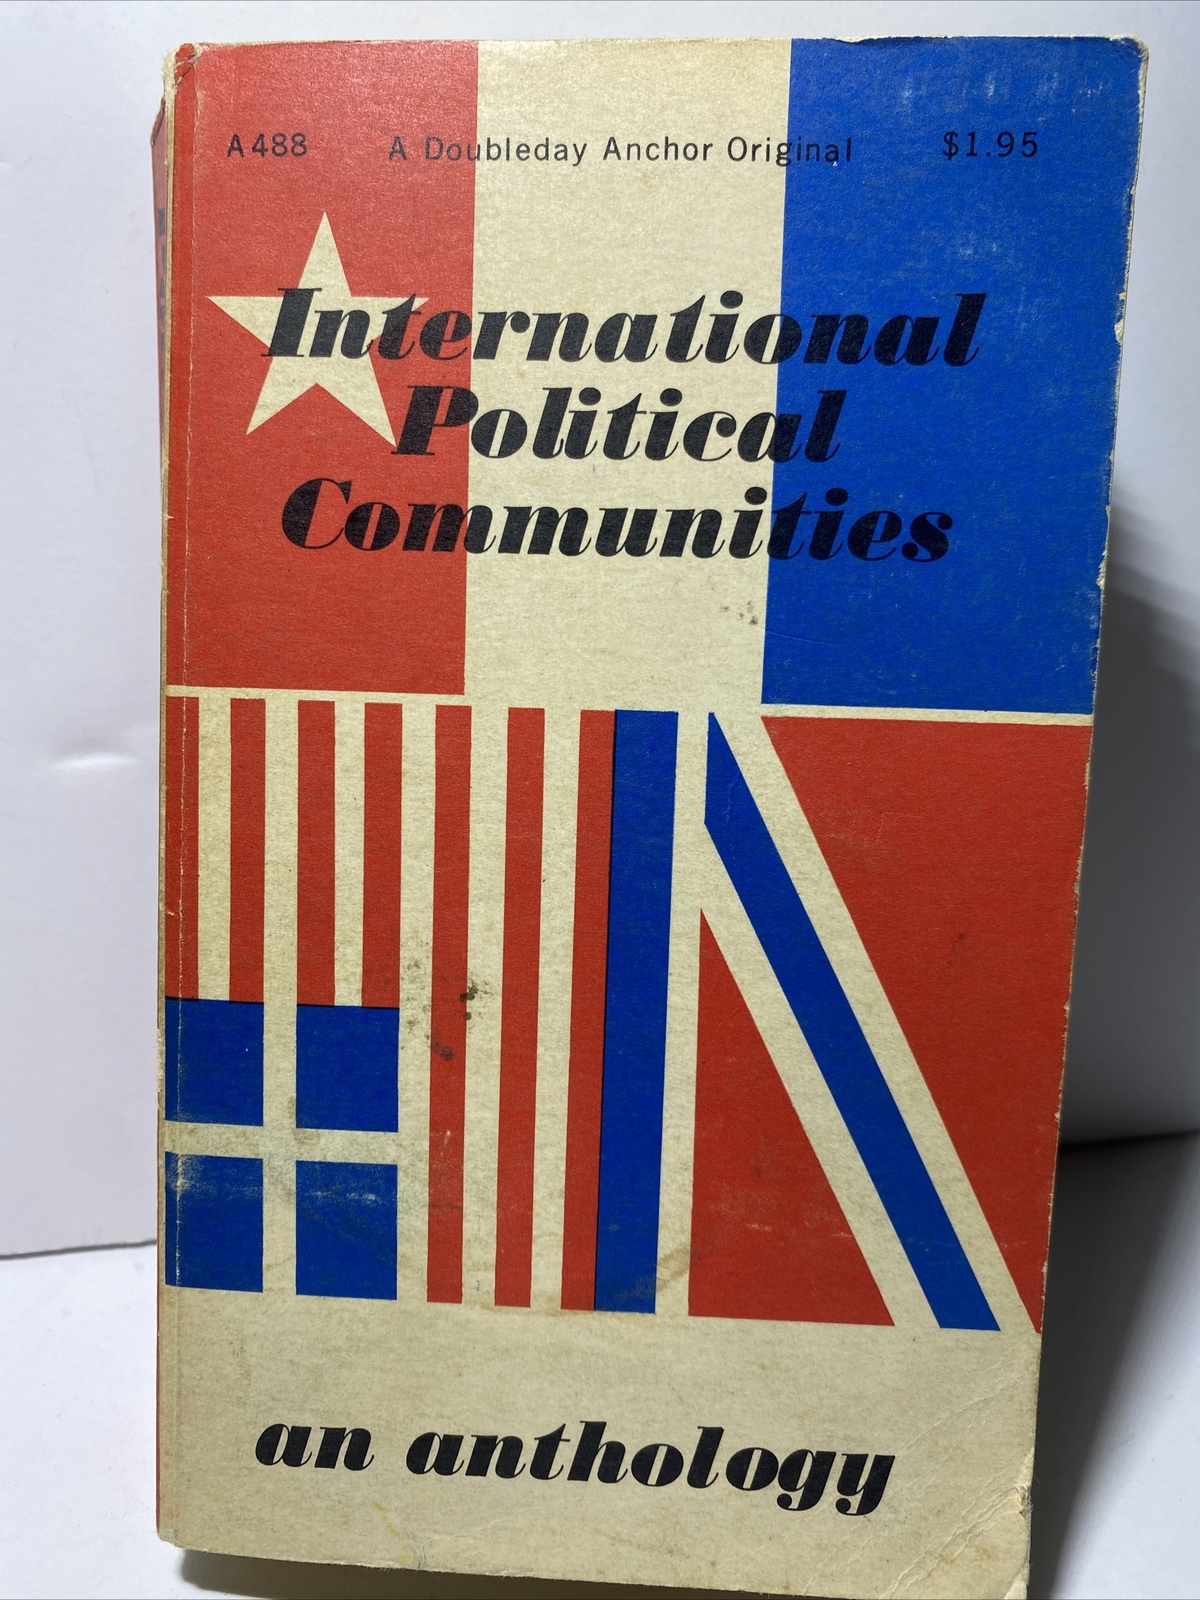 A488 A Doubleday Anchor Original $1.95
International
Political
Communities
an anthology